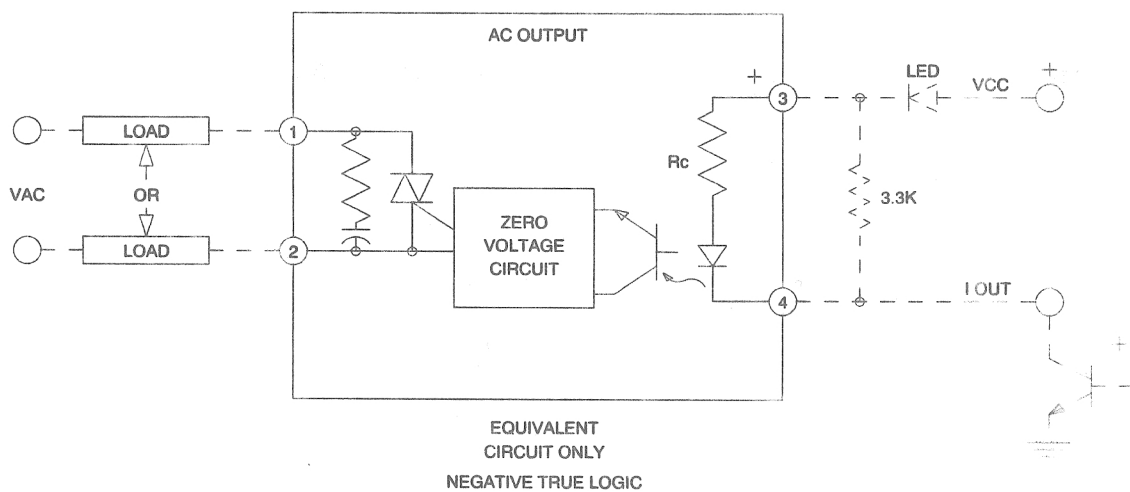 AC OUTPUT
LOAD
OR
LOAD
VAC
1
2
ZERO
VOLTAGE
CIRCUIT
Rc
+
3
4
LED
VCC
+
3.3K
I OUT
+
EQUIVALENT
CIRCUIT ONLY
NEGATIVE TRUE LOGIC